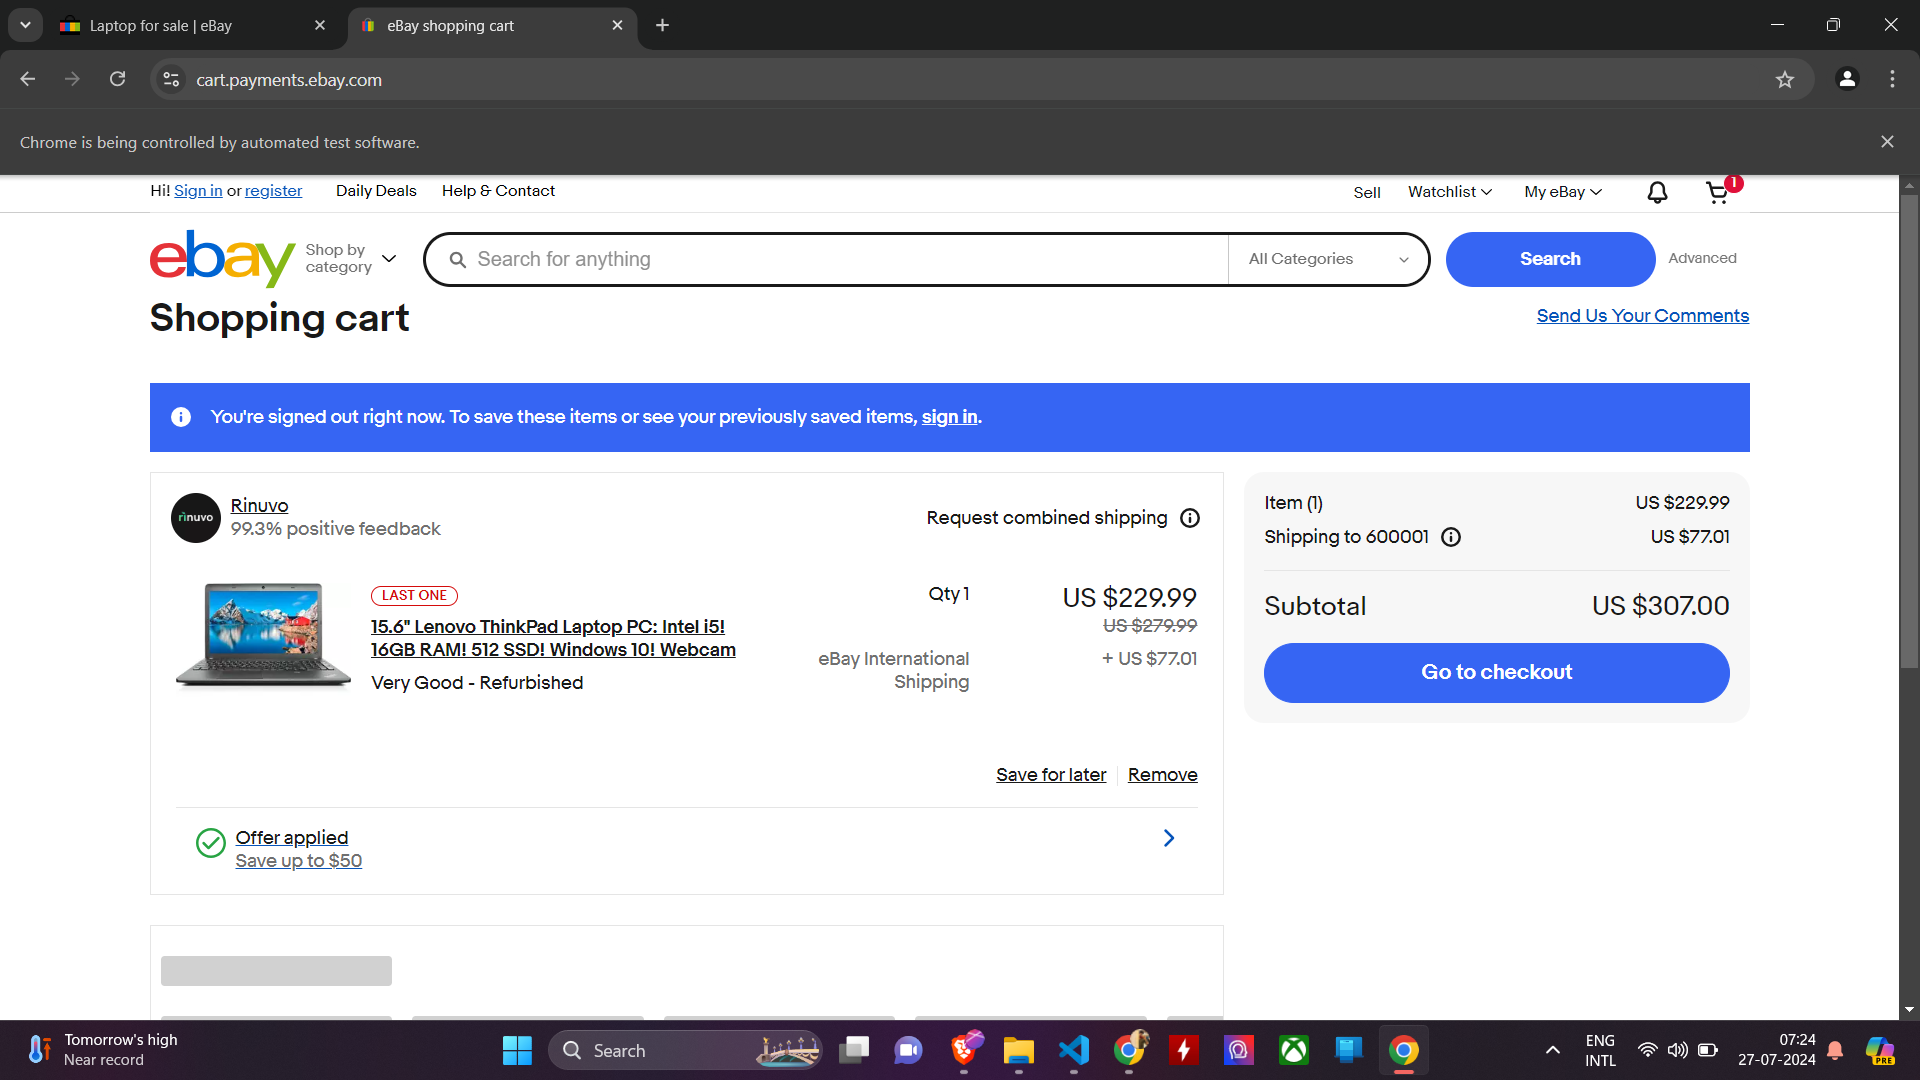 Laptop for sale | eBay
eBay shopping cart
cart.payments.ebay.com
Chrome is being controlled by automated test software.
Hi! Sign in or register
Daily Deals
Help & Contact
Sell
Watchlist
My eBay
1
ebay
Shop by
category
Search for anything
All Categories
Search
Advanced
Shopping cart
Send Us Your Comments
You're signed out right now. To save these items or see your previously saved items, sign in.
rinuvo
Rinuvo
99.3% positive feedback
Request combined shipping
LAST ONE
15.6" Lenovo ThinkPad Laptop PC: Intel i5!
16GB RAM! 512 SSD! Windows 10! Webcam
Very Good - Refurbished
Qty 1
US $229.99
US $279.99
eBay International
Shipping
+ US $77.01
Save for later
Remove
Offer applied
Save up to $50
Item (1)
US $229.99
Shipping to 600001
US $77.01
Subtotal
US $307.00
Go to checkout
Tomorrow's high
Near record
Search
ENG
INTL
07:24
27-07-2024
PRE